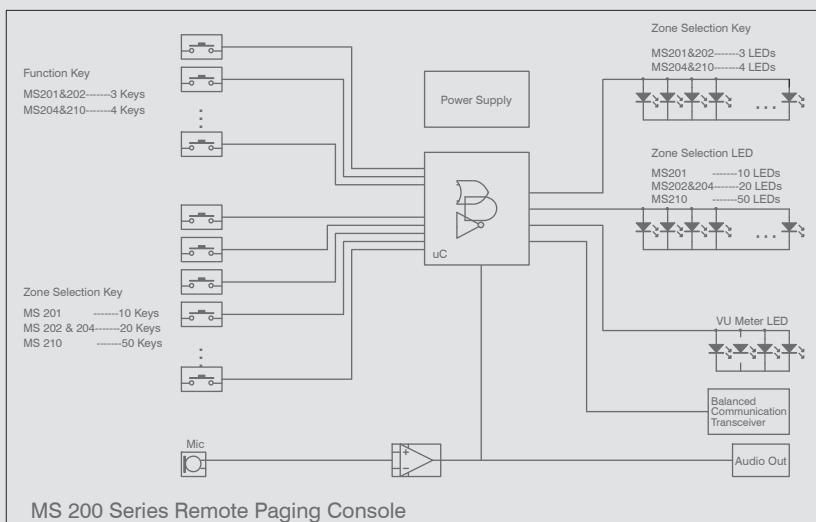 Function Key
MS201&202-------3 Keys
MS204&210-------4 Keys
Zone Selection Key
MS 201 -------10 Keys
MS 202 & 204-------20 Keys
MS 210 -------50 Keys
Mic
Power Supply
uC
Zone Selection Key
MS201&202-----3 LEDs
MS204&210-----4 LEDs
Zone Selection LED
MS201 -------10 LEDs
MS202&204-----20 LEDs
MS210 -------50 LEDs
VU Meter LED
Balanced
Communication
Transceiver
Audio Out
MS 200 Series Remote Paging Console